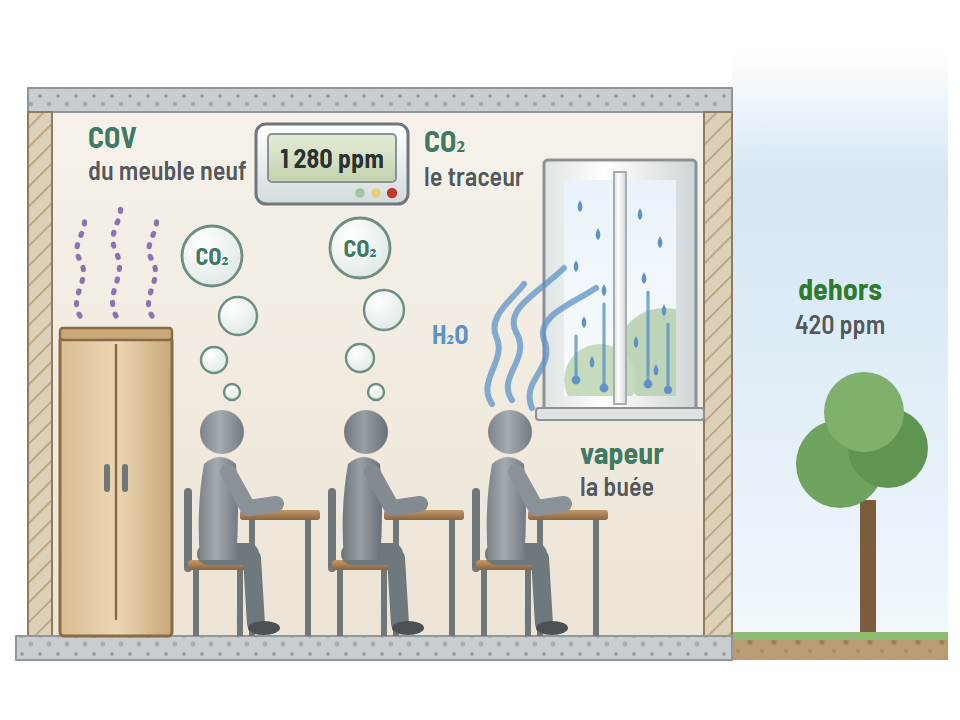 COV
du meuble neuf
1 280 ppm
CO₂
le traceur
CO₂
CO₂
H₂O
dehors
420 ppm
vapeur
la buée